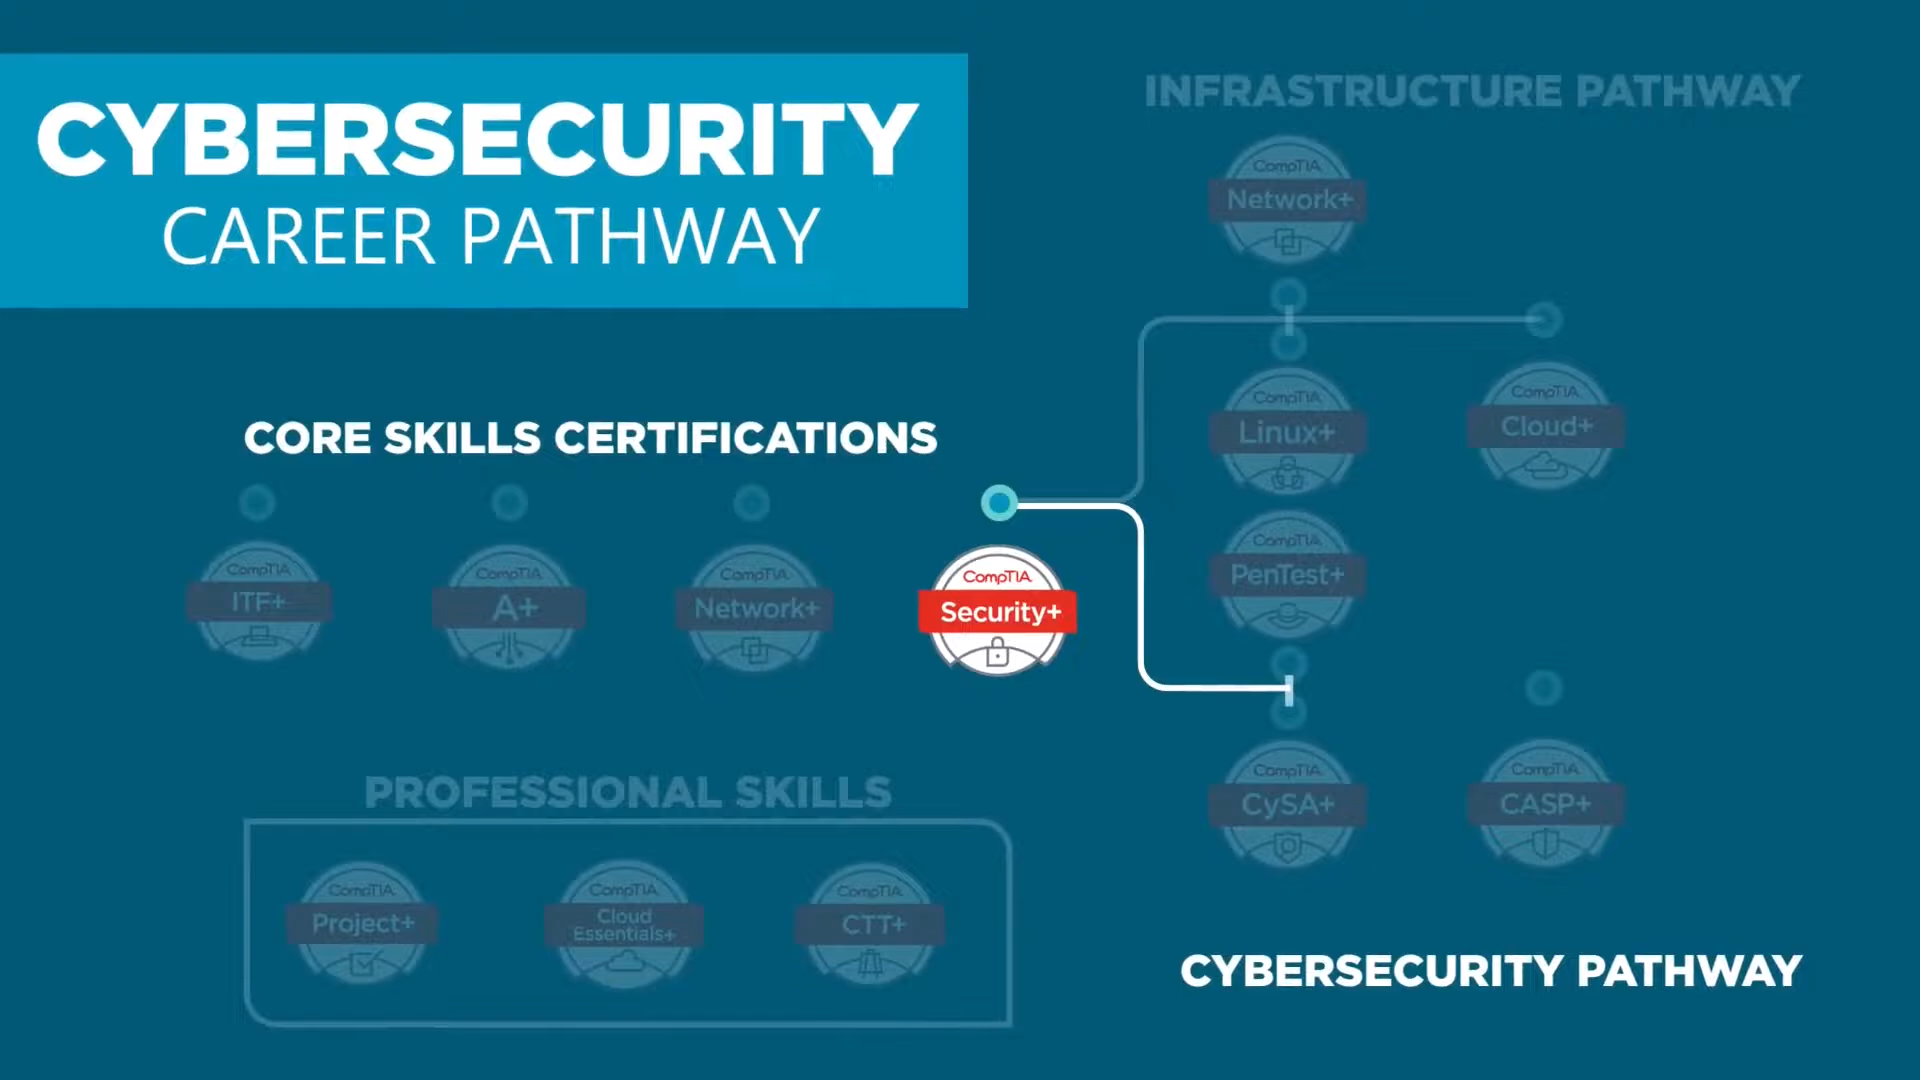 CYBERSECURITY
CAREER PATHWAY
INFRASTRUCTURE PATHWAY
CompTIA
Network+
CompTIA
Linux+
CompTIA
Cloud+
CORE SKILLS CERTIFICATIONS
CompTIA
ITF+
CompTIA
A+
CompTIA
Network+
CompTIA
Security+
CompTIA
PenTest+
CompTIA
CySA+
CompTIA
CASP+
PROFESSIONAL SKILLS
CompTIA
Project+
CompTIA
Cloud
Essentials+
CompTIA
CTT+
CYBERSECURITY PATHWAY